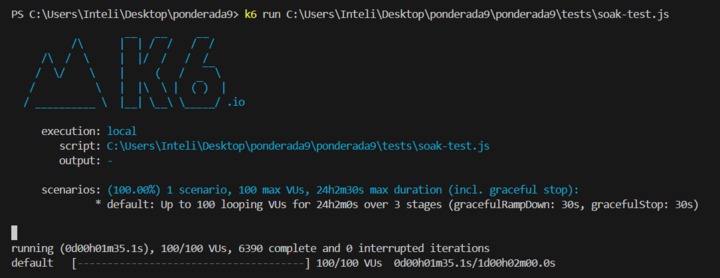 PS C:\Users\Inteli\Desktop\ponderada9> k6 run C:\Users\Inteli\Desktop\ponderada9\ponderada9\tests\soak-test.js
.io
execution: local
script: C:\Users\Inteli\Desktop\ponderada9\ponderada9\tests\soak-test.js
output: -
scenarios: (100.00%) 1 scenario, 100 max VUs, 24h2m30s max duration (incl. graceful stop):
* default: Up to 100 looping VUs for 24h2m0s over 3 stages (gracefulRampDown: 30s, gracefulStop: 30s)
running (0d00h01m35.1s), 100/100 VUs, 6390 complete and 0 interrupted iterations
default [--------------------------------------] 100/100 VUs 0d00h01m35.1s/1d00h02m00.0s